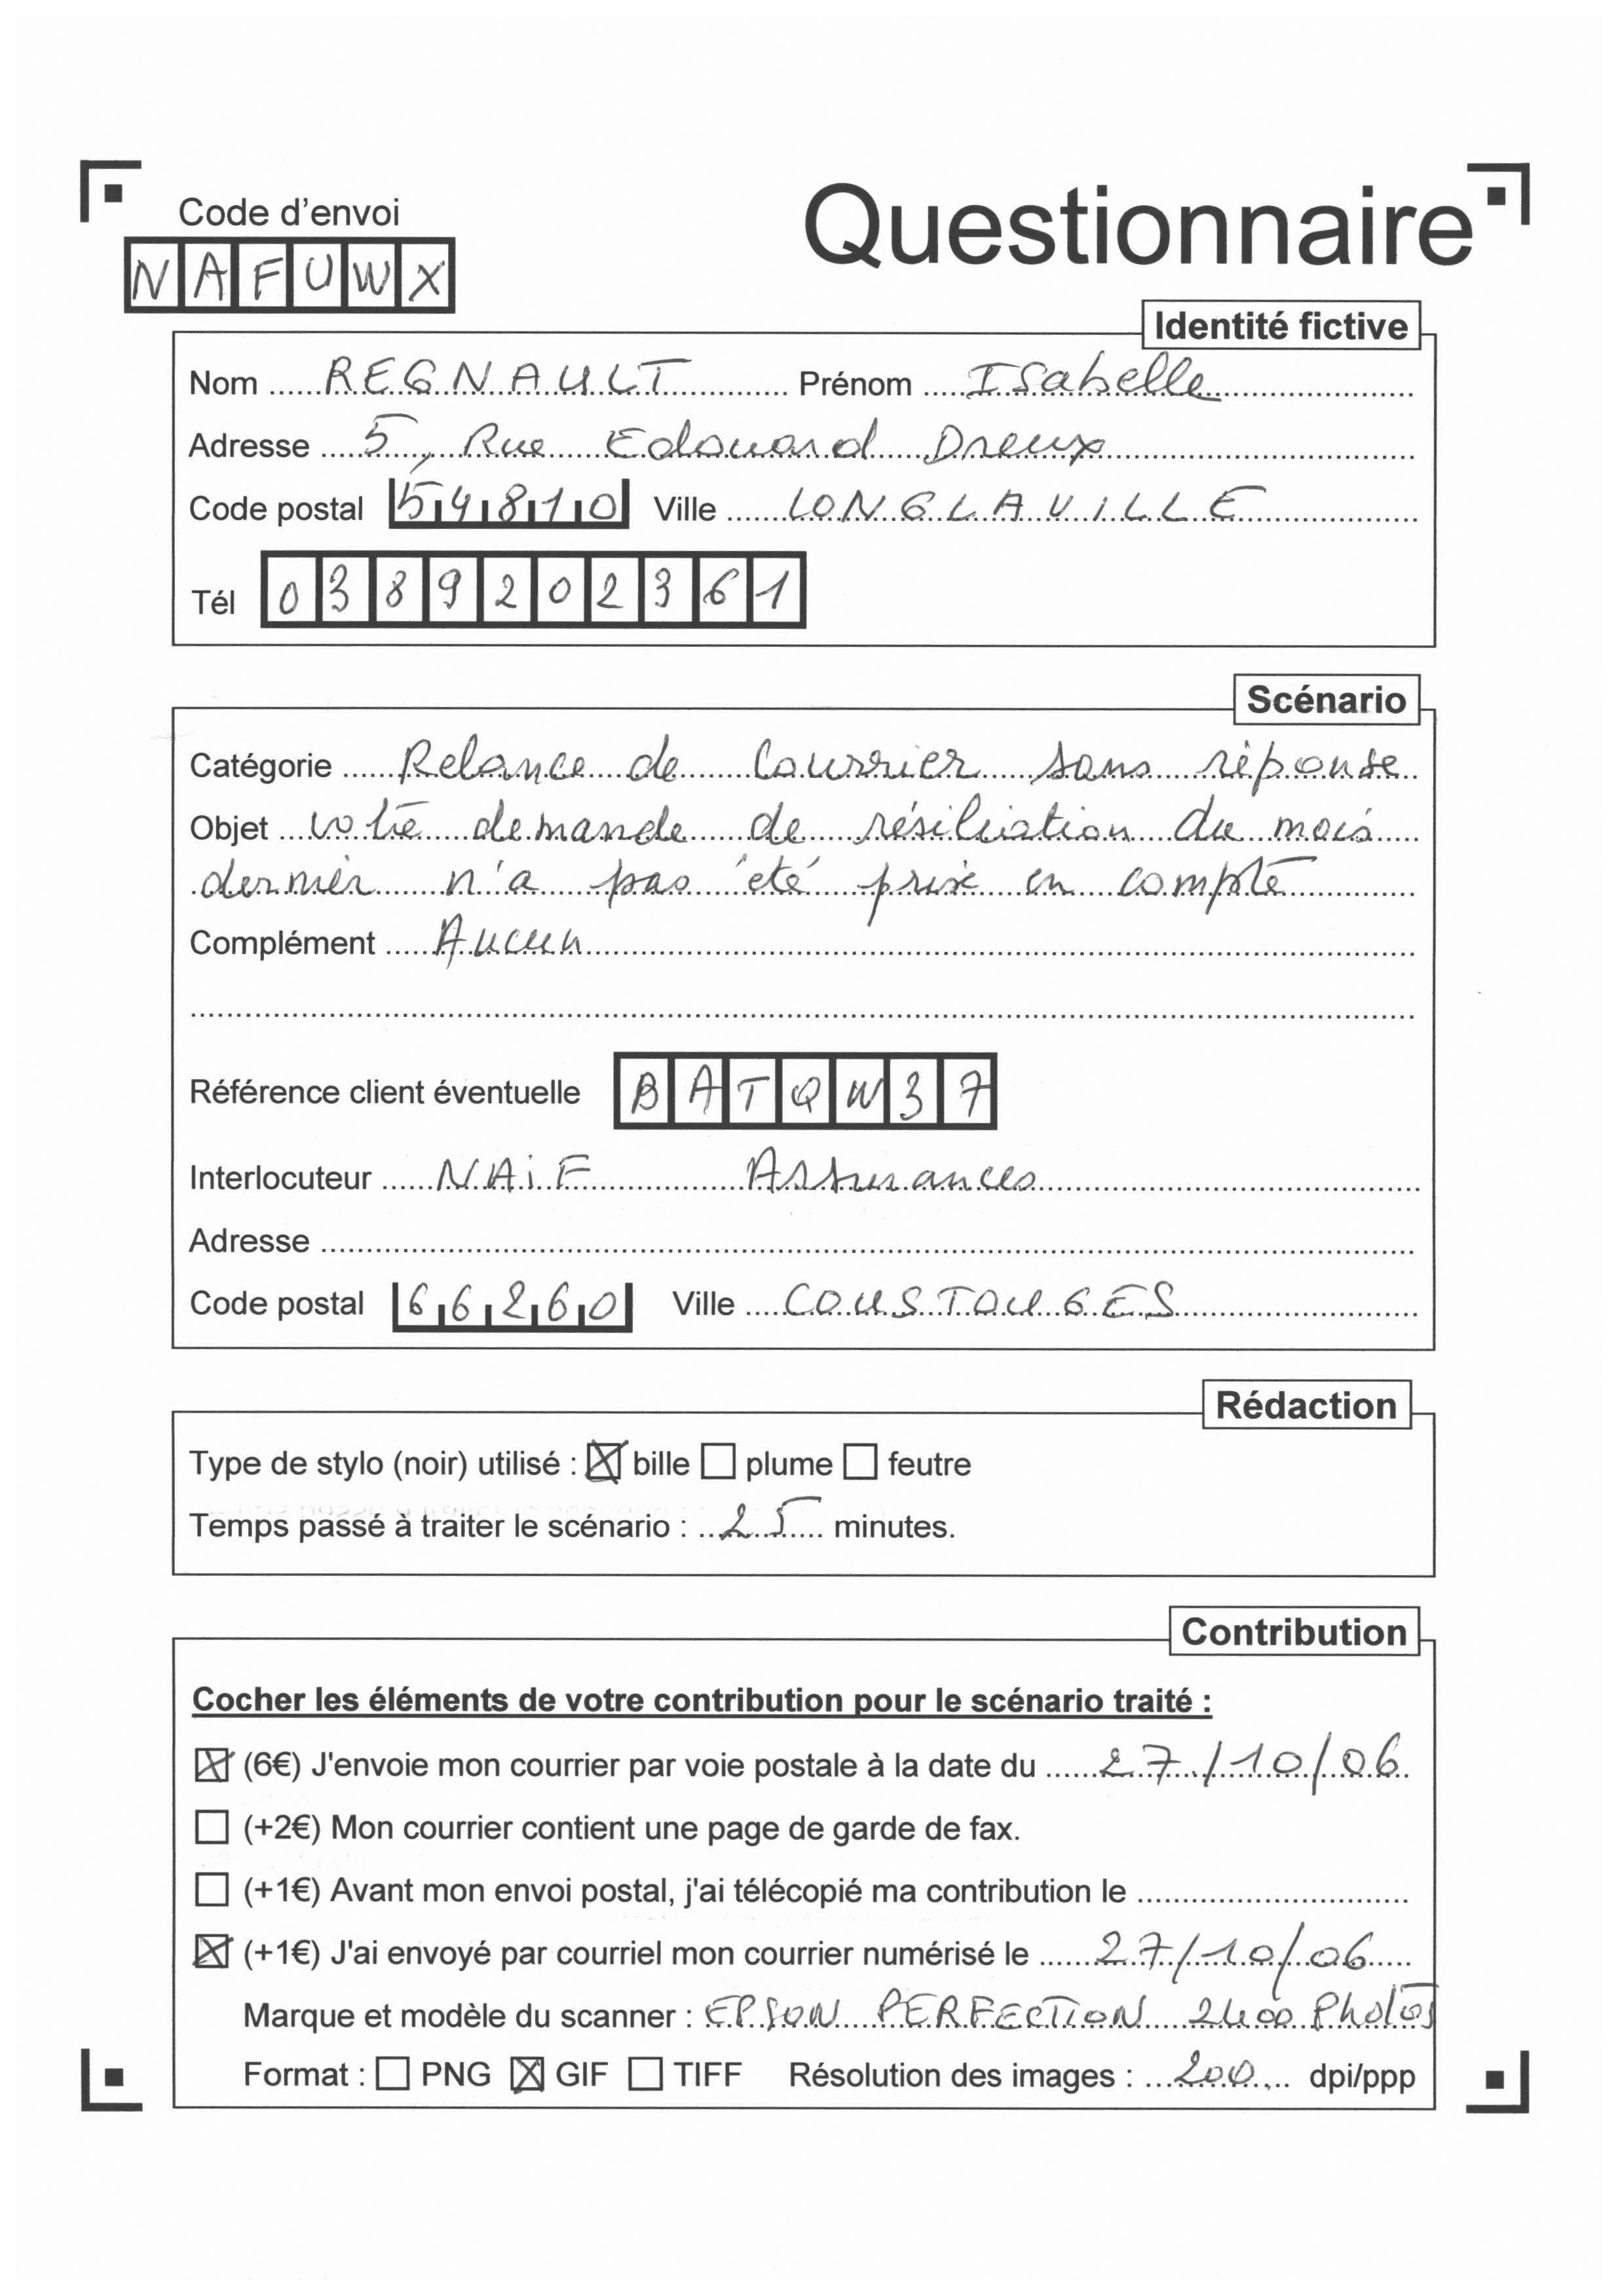 Code d'envoi
Questionnaire
NAFUWX
Identité fictive
Nom ...... REGNAULT ...... Prénom ...... Isabelle ......
Adresse ...... 5, Rue Edouard Dreux ......
Code postal 54810 Ville ...... LONGLAVILLE ......
Tél 0389202361
Scénario
Catégorie ...... Relance de Courrier sans réponse
Objet ...... votre demande de résiliation du mois
dernier n'a pas été prise en compte
Complément ...... Aucun ......
Référence client éventuelle BATQW37
Interlocuteur ...... NAiF Assurances ......
Adresse ......
Code postal 66260 Ville ...... COUSTOUGES ......
Rédaction
Type de stylo (noir) utilisé : ☒ bille ☐ plume ☐ feutre
Temps passé à traiter le scénario : ...25... minutes.
Contribution
Cocher les éléments de votre contribution pour le scénario traité :
☒ (6€) J'envoie mon courrier par voie postale à la date du ...... 27/10/06
☐ (+2€) Mon courrier contient une page de garde de fax.
☐ (+1€) Avant mon envoi postal, j'ai télécopié ma contribution le ......
☒ (+1€) J'ai envoyé par courriel mon courrier numérisé le ...... 27/10/06
Marque et modèle du scanner : EPSON PERFECTION 2400 Photos
Format : ☐ PNG ☒ GIF ☐ TIFF Résolution des images : ...200... dpi/ppp